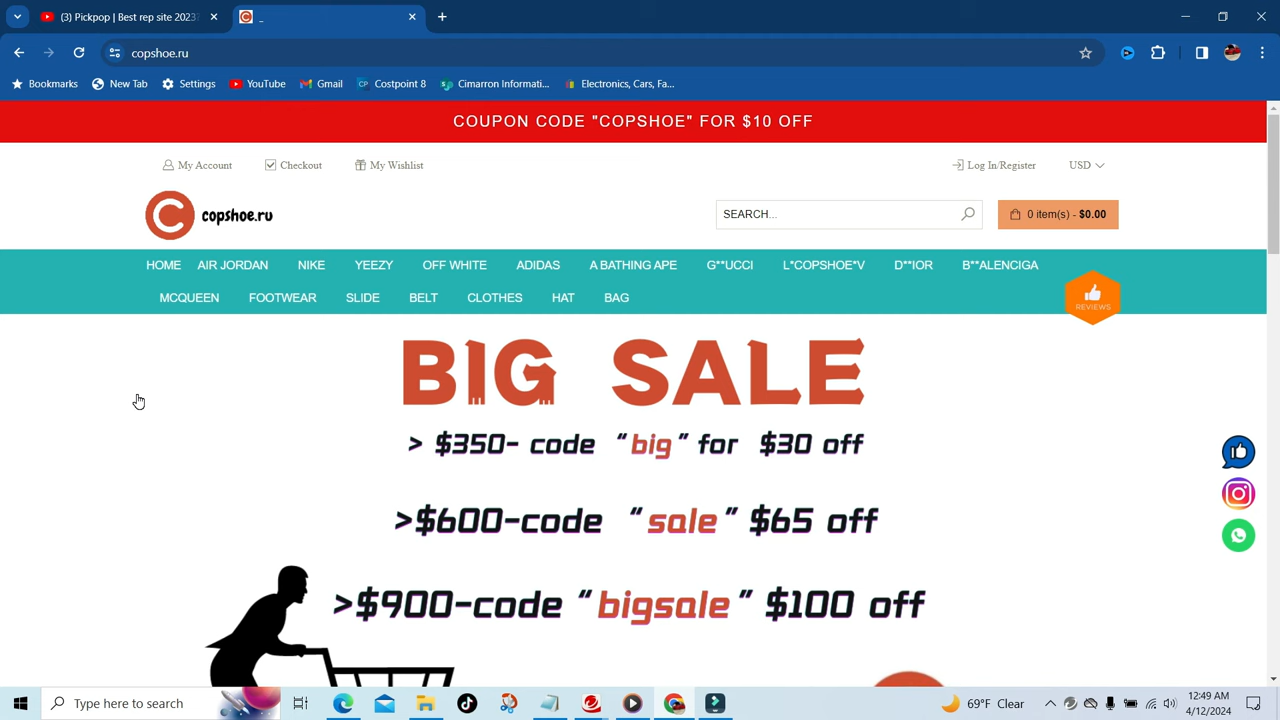 (3) Pickpop | Best rep site 2023?
_
copshoe.ru
Bookmarks New Tab Settings YouTube Gmail Costpoint 8 Cimarron Informati... Electronics, Cars, Fa...
COUPON CODE "COPSHOE" FOR $10 OFF
My Account Checkout My Wishlist Log In/Register USD
copshoe.ru SEARCH... 0 item(s) - $0.00
HOME AIR JORDAN NIKE YEEZY OFF WHITE ADIDAS A BATHING APE G**UCCI L*COPSHOE*V D**IOR B**ALENCIGA
MCQUEEN FOOTWEAR SLIDE BELT CLOTHES HAT BAG
REVIEWS
BIG SALE
> $350- code "big" for $30 off
>$600-code "sale" $65 off
>$900-code "bigsale" $100 off
Type here to search
69°F Clear
12:49 AM
4/12/2024